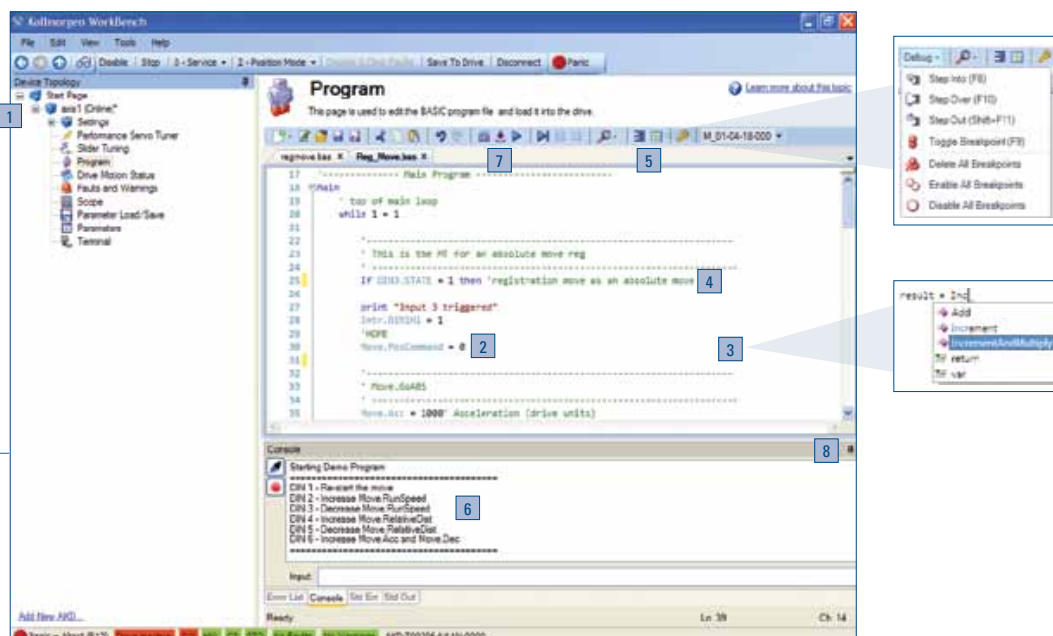 Kollmorgen WorkBench
File Edit View Tools Help
Disable Stop 0 - Service 2 - Position Mode Save To Drive Disconnect Panic
Device Topology
1
Start Page
Settings
Performance Servo Tuner
Slider Tuning
Program
Drive Motion Status
Faults and Warnings
Scope
Parameter Load/Save
Parameters
Terminal
Add New AKD...
Program
Learn more about this topic
This page is used to edit the BASIC program file and load it into the drive.
M_01-04-18-000
7
5
regmove.bas X Reg_Move.bas X
17 '------------- Main Program -------------------
18 Main
19 ' top of main loop
20 while 1 = 1
21
22
23 ' This is the MT for an absolute move reg
24
25 If DIN3.STATE = 1 then 'registration move as an absolute move
4
26
27 print "Input 3 triggered"
28 = 1
29 'HOME
30 Move.PosCommand = 0
2
3
31
32
33 ' Move.GoABS
34
35 Move.Acc = 1000' Acceleration (drive units)
Console
8
Starting Demo Program
DIN 1 - Re-start the move
DIN 2 - Increase Move.RunSpeed
DIN 3 - Decrease Move.RunSpeed
DIN 4 - Increase Move.RelativeDist
DIN 5 - Decrease Move.RelativeDist
DIN 6 - Increase Move.Acc and Move.Dec
6
Input:
Error List Console Std Err Std Out
Ready Ln 39 Ch 14
Debug
Step Into (F8)
Step Over (F10)
Step Out (Shift+F11)
Toggle Breakpoint (F9)
Delete All Breakpoints
Enable All Breakpoints
Disable All Breakpoints
result = Inc
Add
Increment
IncrementAndMultiply
return
var